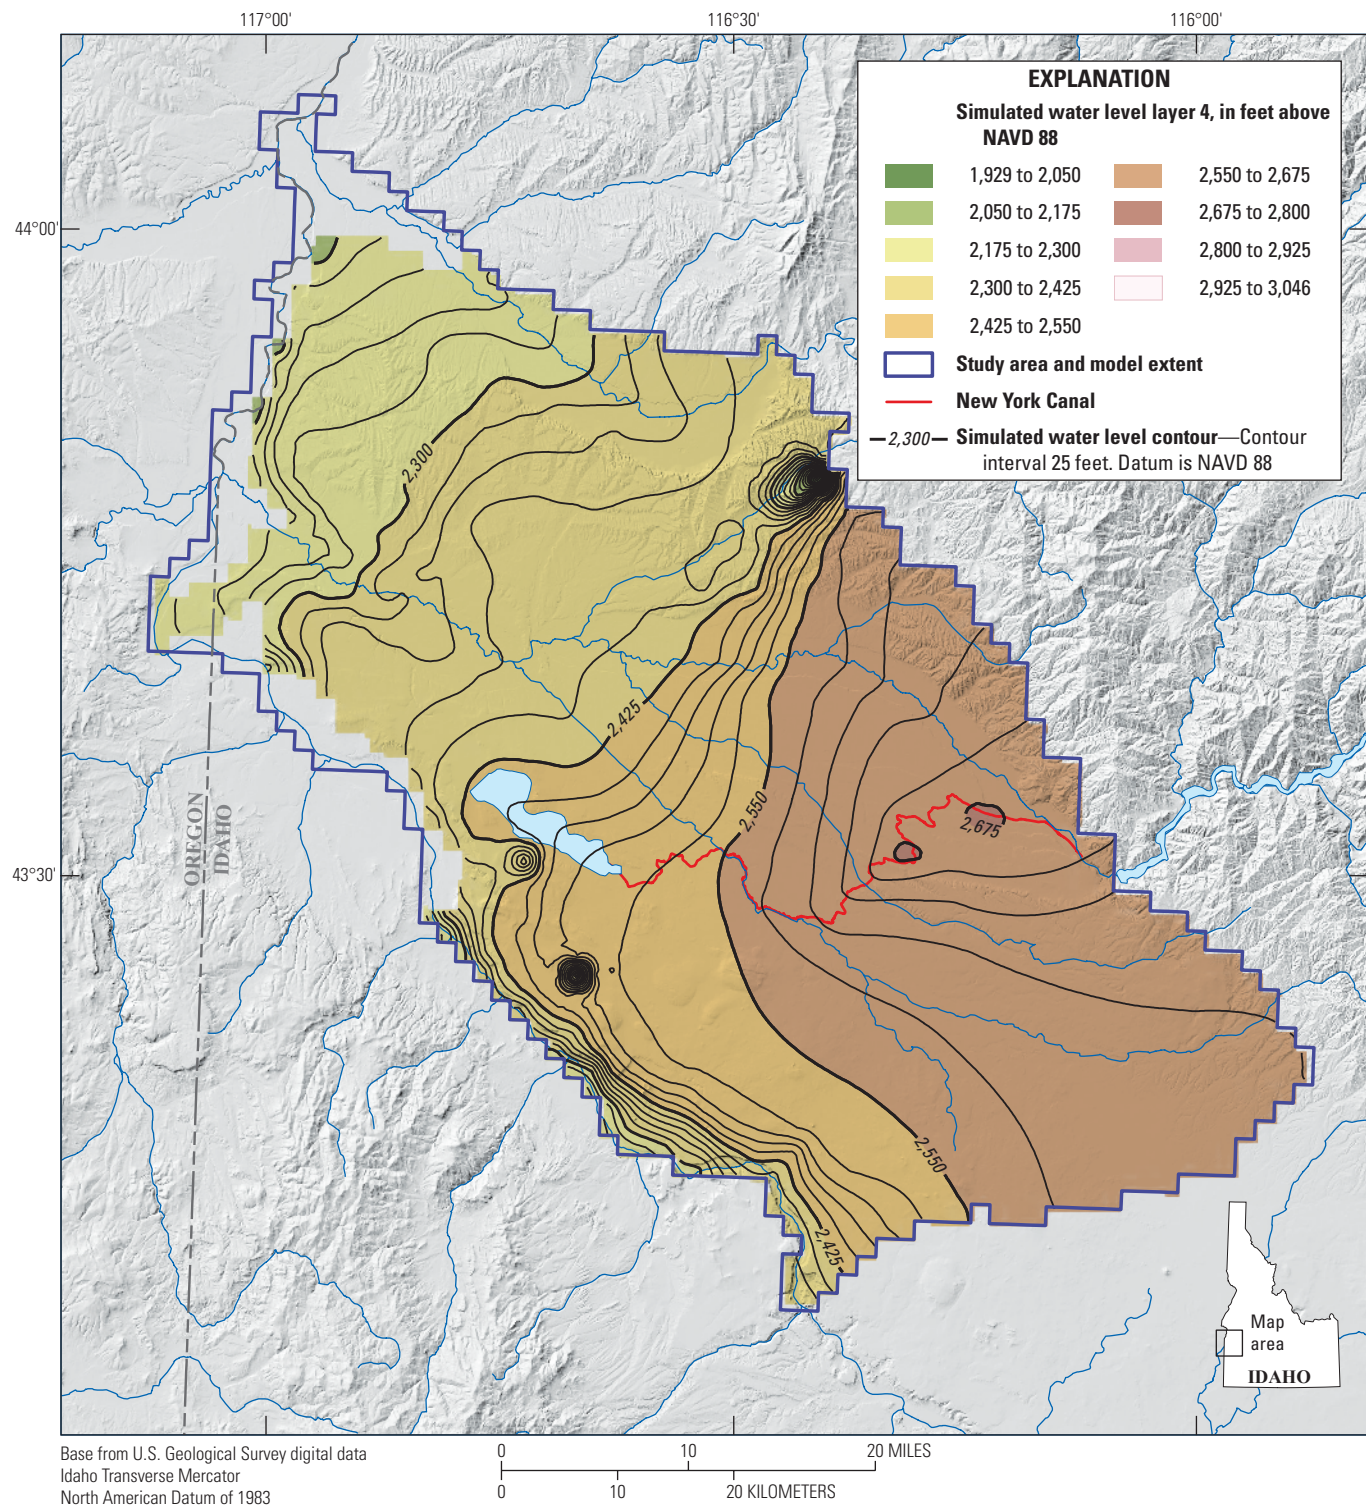 117°00'
116°30'
116°00'
EXPLANATION
Simulated water level layer 4, in feet above
NAVD 88
1,929 to 2,050
2,050 to 2,175
2,175 to 2,300
2,300 to 2,425
2,425 to 2,550
2,550 to 2,675
2,675 to 2,800
2,800 to 2,925
2,925 to 3,046
Study area and model extent
New York Canal
2,300
Simulated water level contour—Contour
interval 25 feet. Datum is NAVD 88
44°00'
2,300
2,425
2,550
2,675
OREGON
IDAHO
43°30'
2,550
2,425
Map
area
IDAHO
Base from U.S. Geological Survey digital data
Idaho Transverse Mercator
North American Datum of 1983
0 10 20 MILES
0 10 20 KILOMETERS